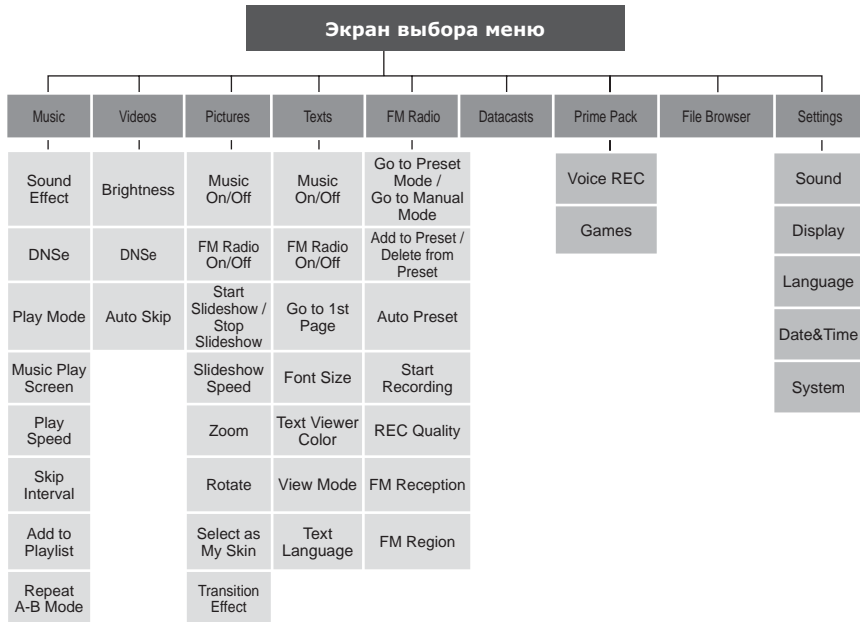 Экран выбора меню
Music
Videos
Pictures
Texts
FM Radio
Datacasts
Prime Pack
File Browser
Settings
Sound
Effect
DNSe
Play Mode
Music Play
Screen
Play
Speed
Skip
Interval
Add to
Playlist
Repeat
A-B Mode
Brightness
DNSe
Auto Skip
Music
On/Off
FM Radio
On/Off
Start
Slideshow /
Stop
Slideshow
Slideshow
Speed
Zoom
Rotate
Select as
My Skin
Transition
Effect
Music
On/Off
FM Radio
On/Off
Go to 1st
Page
Font Size
Text Viewer
Color
View Mode
Text
Language
Go to Preset
Mode /
Go to Manual
Mode
Add to Preset /
Delete from
Preset
Auto Preset
Start
Recording
REC Quality
FM Reception
FM Region
Voice REC
Games
Sound
Display
Language
Date&Time
System